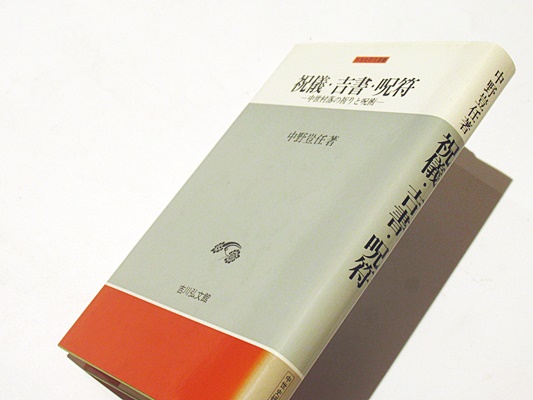 祝儀・吉書・呪符
―中世村落の祈りと呪術―
中野豈任著
吉川弘文館
中野豈任著
祝儀・吉書・呪符